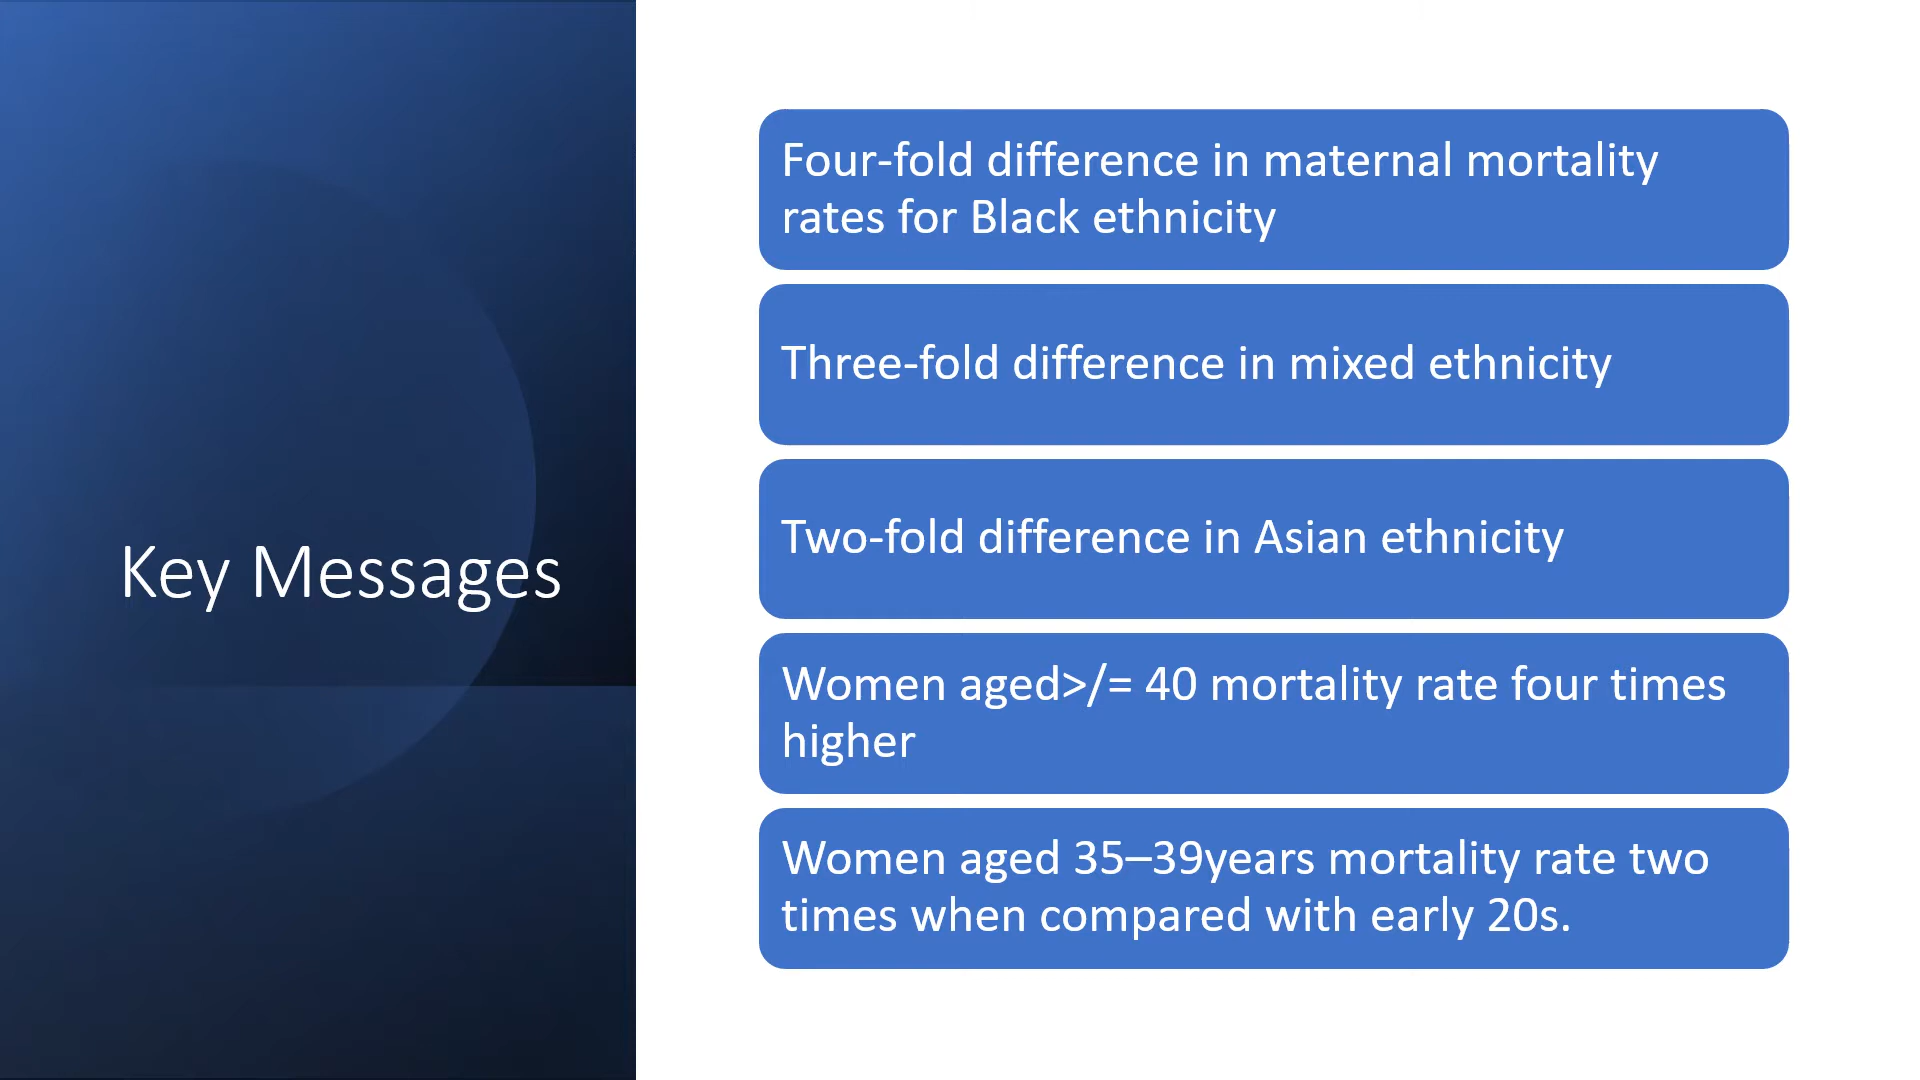 Key Messages
Four-fold difference in maternal mortality
rates for Black ethnicity
Three-fold difference in mixed ethnicity
Two-fold difference in Asian ethnicity
Women aged>/= 40 mortality rate four times
higher
Women aged 35–39years mortality rate two
times when compared with early 20s.